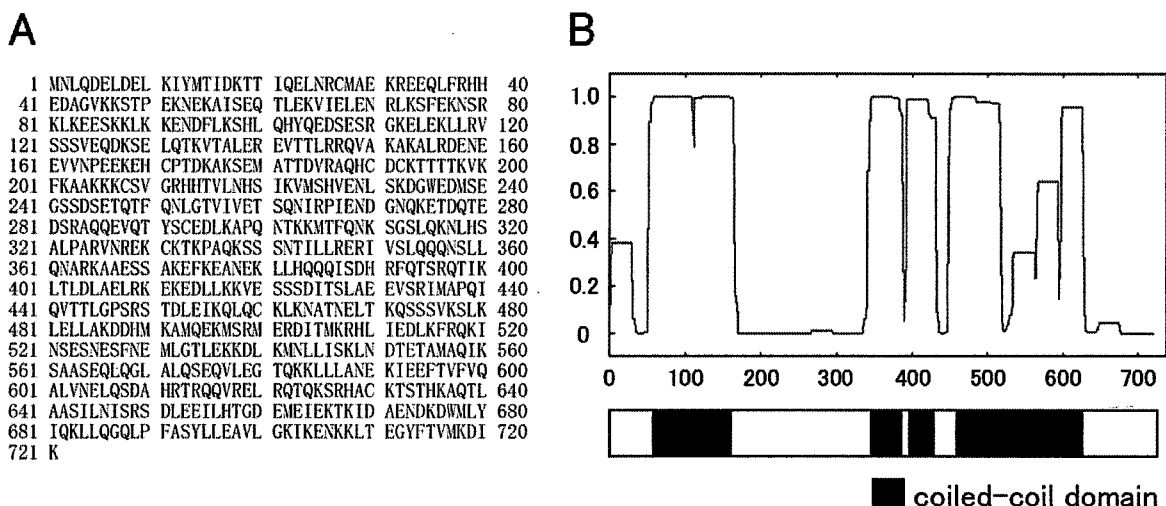 A
1 MNLQDELDEL KIYMTIDKTT IQELNRCMAE KREEQLFRHH 40
41 EDAGVKKSTP EKNEKAISEQ TLEKVIELEN RLKSFEKNSR 80
81 KLKEESKKLK KENDFLKSHL QHYQEDSESR GKELEKLLRV 120
121 SSSVEQDKSE LQTKVTALER EVTTLRRQVA KAKALRDENE 160
161 EVVNPEEKEH CPTDKAKSEM ATTDVRAQHC DCKTTTTKVK 200
201 FKAAKKKCSV GRHHTVLNHS IKVMSHVENL SKDGWEDMSE 240
241 GSSDSETQTF QNLGTVIVET SQNIRPIEND GNQKETDQTE 280
281 DSRAQQEVQT YSCEDLKAPQ NTKKMTFQNK SGSLQKNLHS 320
321 ALPARVNREK CKTKPAQKSS SNTILLRERI VSLQQQNSLL 360
361 QNARKAAESS AKEFKEANEK LLHQQQISDH RFQTSRQTIK 400
401 LTLDLAELRK EKEDLLKKVE SSSDITSLAE EVSRIMAPQI 440
441 QVTTLGPSRS TDLEIKQLQC KLKNATNELT KQSSSVKSLK 480
481 LELLAKDDHM KAMQEKMSRM ERDITMKRHL IEDLKFRQKI 520
521 NSESNESFNE MLGTLEKKDL KMNLLISKLN DTETAMAQIK 560
561 SAASEQLQGL ALQSEQVLEG TQKKLLLANE KIEEFTVFVQ 600
601 ALVNELQSDA HRTRQQVREL RQTQKSRHAC KTSTHKAQTL 640
641 AASILNISRS DLEEILHTGD EMEIEKTKID AENDKDWMLY 680
681 IQKLLQGQLP FASYLLEAVL GKIKENKKLT EGYFTVMKDI 720
721 K
B
1.0
0.8
0.6
0.4
0.2
0
0 100 200 300 400 500 600 700
coiled-coil domain